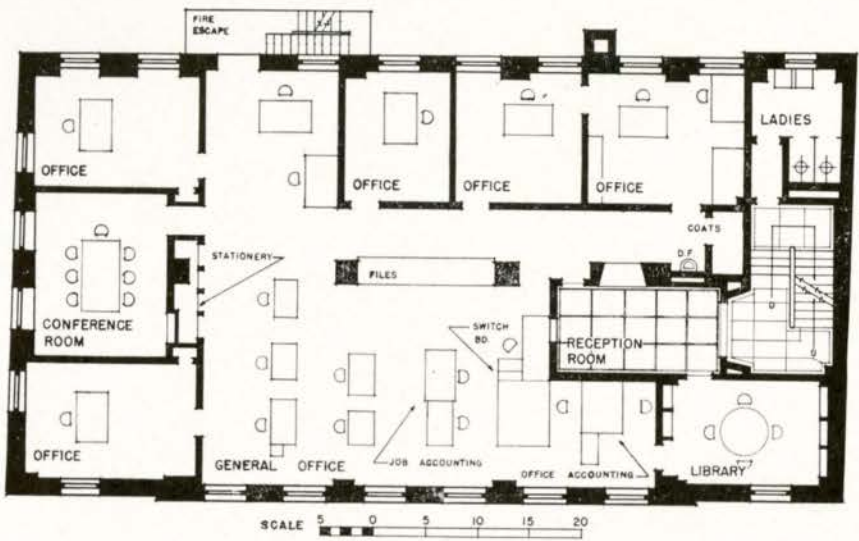 FIRE
ESCAPE
LADIES
OFFICE
OFFICE
OFFICE
OFFICE
COATS
D.F.
STATIONERY
FILES
CONFERENCE
ROOM
SWITCH
BD.
RECEPTION
ROOM
U
U
OFFICE
GENERAL OFFICE
JOB ACCOUNTING
OFFICE ACCOUNTING
LIBRARY
SCALE 5 0 5 10 15 20